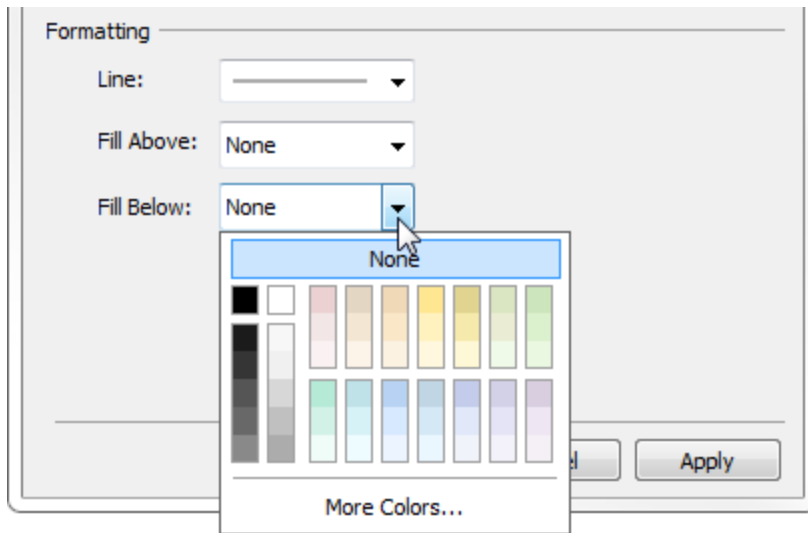 Formatting
Line:
Fill Above: None
Fill Below: None
None
Apply
More Colors...